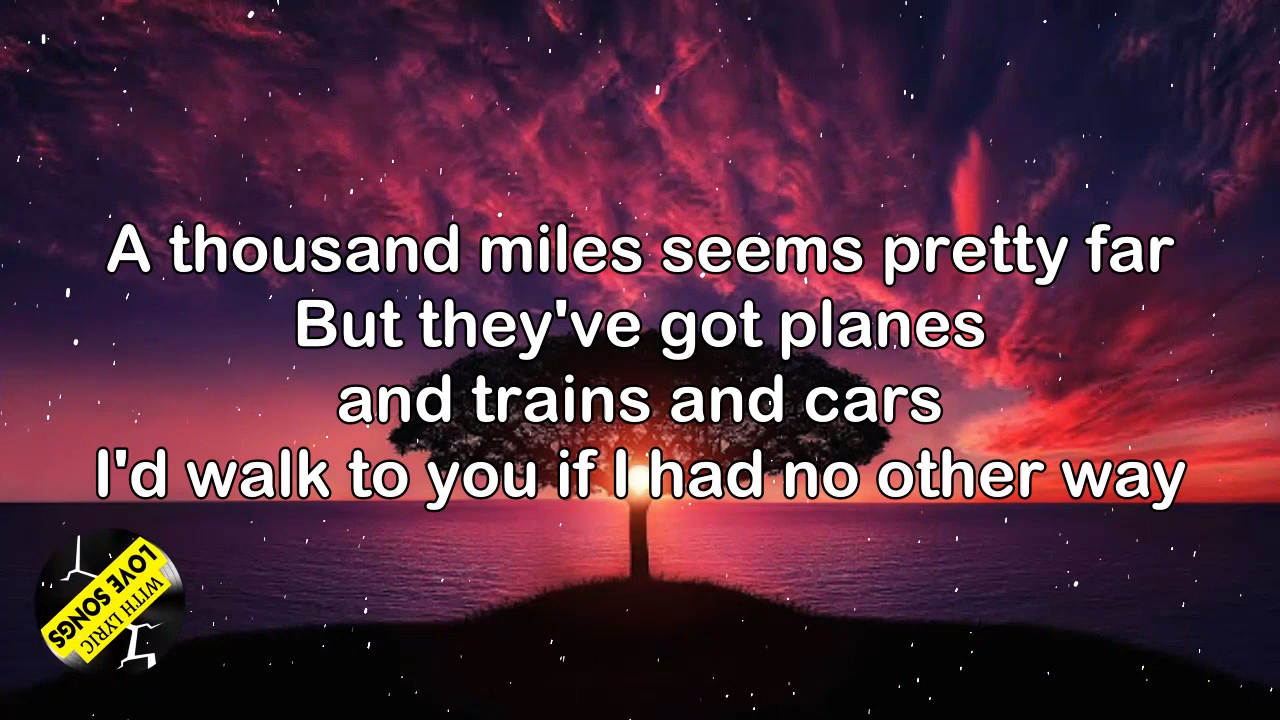 A thousand miles seems pretty far
But they've got planes
and trains and cars
I'd walk to you if I had no other way
LOVE SONGS
WITH LYRIC